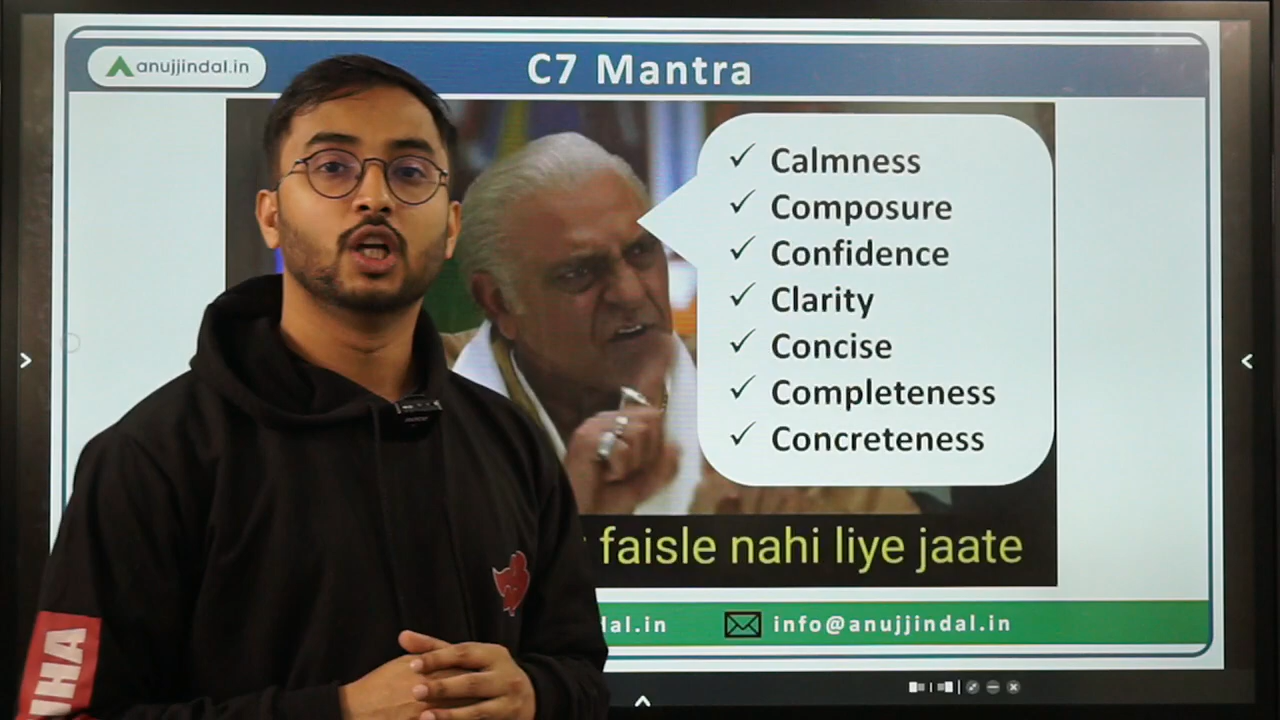 anujjindal.in
C7 Mantra
✓ Calmness
✓ Composure
✓ Confidence
✓ Clarity
✓ Concise
✓ Completeness
✓ Concreteness
faisle nahi liye jaate
dal.in
info@anujjindal.in